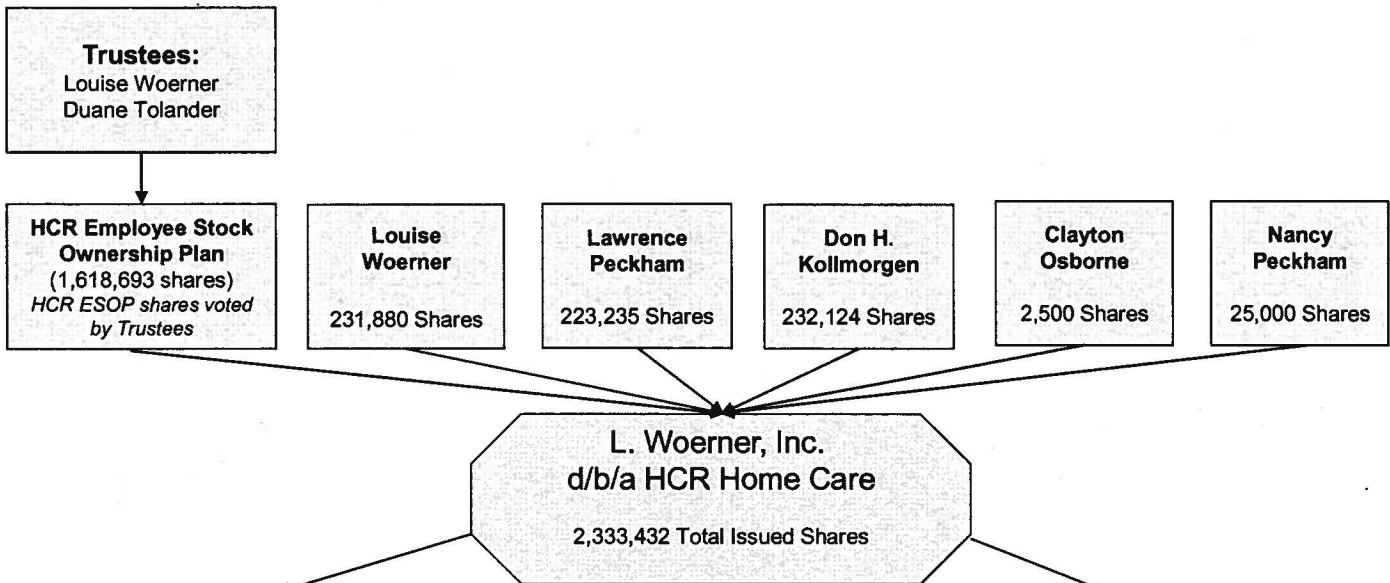 Trustees:
Louise Woerner
Duane Tolander
HCR Employee Stock
Ownership Plan
(1,618,693 shares)
HCR ESOP shares voted
by Trustees
Louise
Woerner
231,880 Shares
Lawrence
Peckham
223,235 Shares
Don H.
Kollmorgen
232,124 Shares
Clayton
Osborne
2,500 Shares
Nancy
Peckham
25,000 Shares
L. Woerner, Inc.
d/b/a HCR Home Care
2,333,432 Total Issued Shares